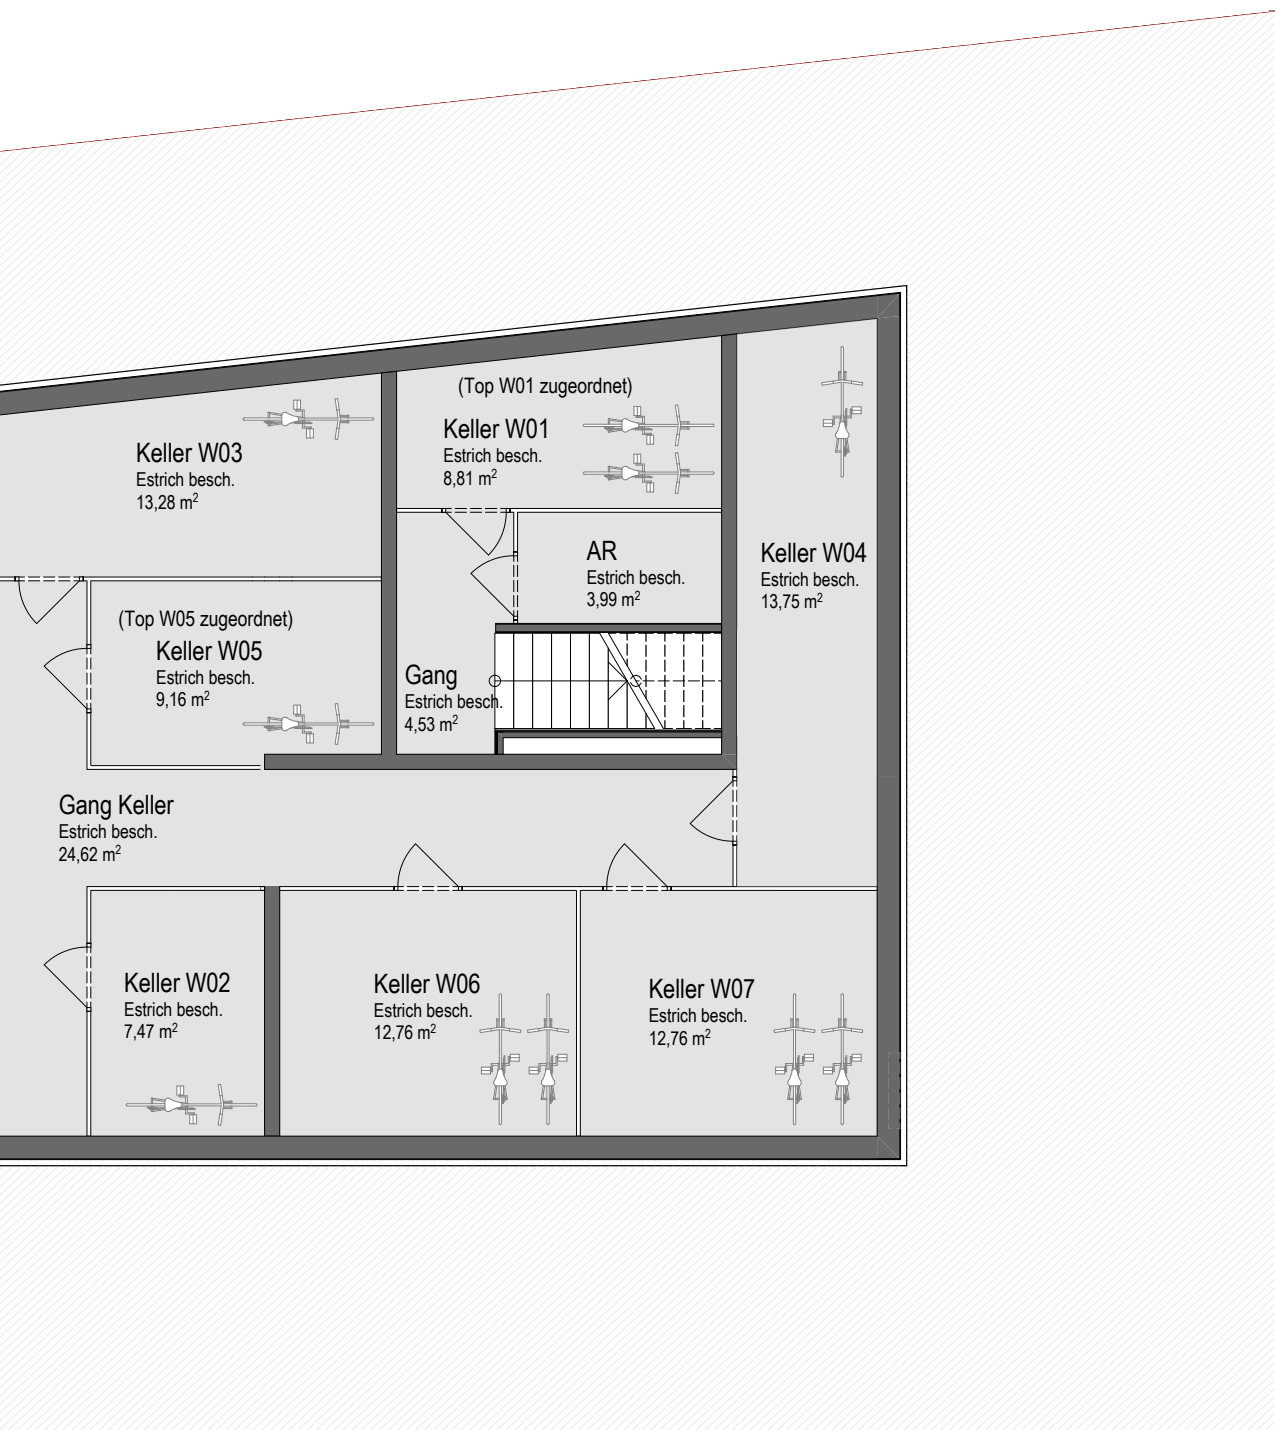 (Top W01 zugeordnet)
Keller W01
Estrich besch.
8,81 m²
Keller W03
Estrich besch.
13,28 m²
AR
Estrich besch.
3,99 m²
Keller W04
Estrich besch.
13,75 m²
(Top W05 zugeordnet)
Keller W05
Estrich besch.
9,16 m²
Gang
Estrich besch.
4,53 m²
Gang Keller
Estrich besch.
24,62 m²
Keller W02
Estrich besch.
7,47 m²
Keller W06
Estrich besch.
12,76 m²
Keller W07
Estrich besch.
12,76 m²